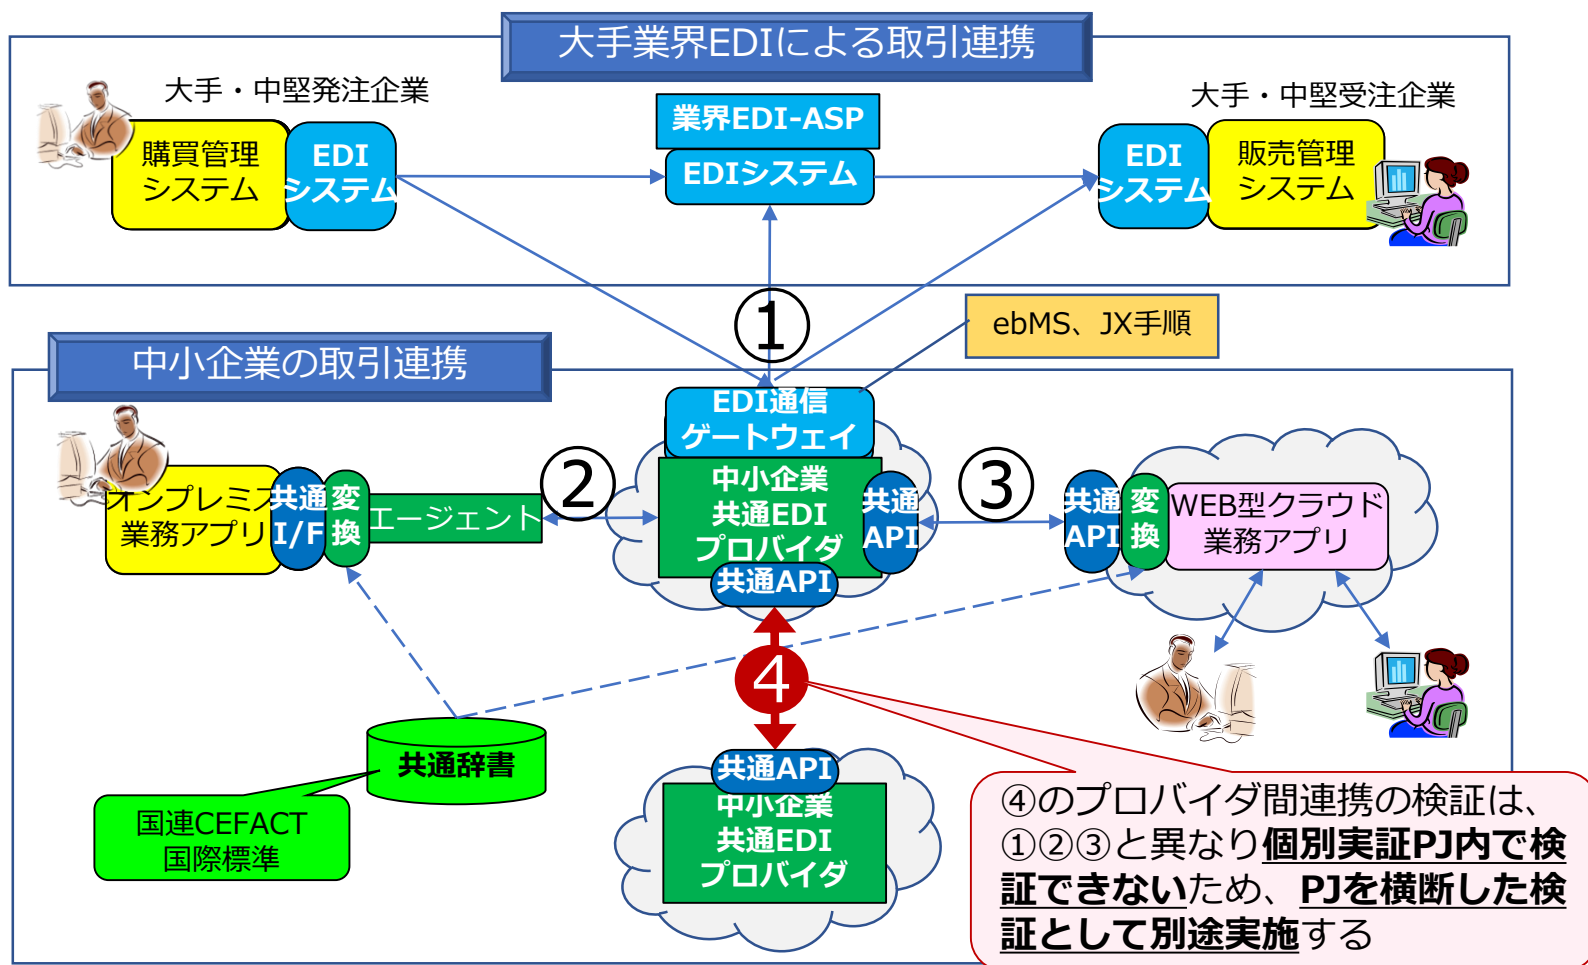 大手業界EDIによる取引連携
大手・中堅発注企業
大手・中堅受注企業
購買管理
システム
EDI
システム
業界EDI-ASP
EDIシステム
EDI
システム
販売管理
システム
①
ebMS、JX手順
中小企業の取引連携
EDI通信
ゲートウェイ
オンプレミス
業務アプリ
共通
I/F
変
換
エージェント
②
中小企業
共通EDI
プロバイダ
共通
API
共通API
③
共通
API
変
換
WEB型クラウド
業務アプリ
4
共通辞書
国連CEFACT
国際標準
共通API
中小企業
共通EDI
プロバイダ
④のプロバイダ間連携の検証は、
①②③と異なり個別実証PJ内で検
証できないため、PJを横断した検
証として別途実施する